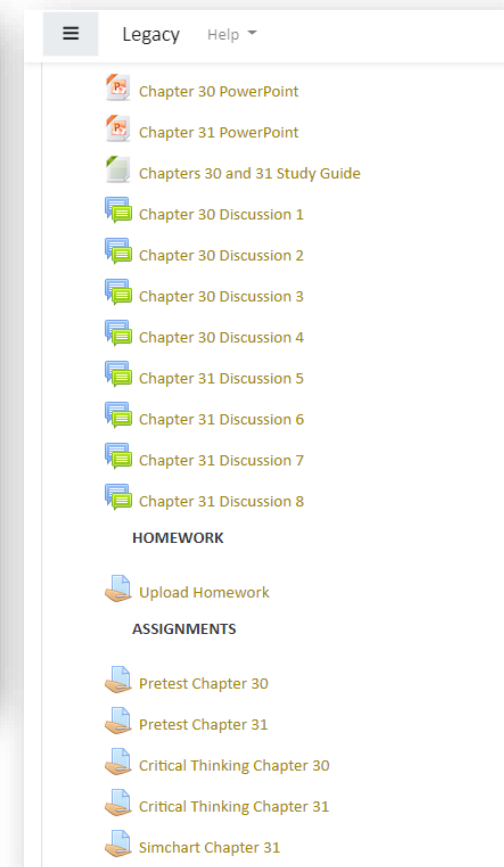 Legacy Help
Chapter 30 PowerPoint
Chapter 31 PowerPoint
Chapters 30 and 31 Study Guide
Chapter 30 Discussion 1
Chapter 30 Discussion 2
Chapter 30 Discussion 3
Chapter 30 Discussion 4
Chapter 31 Discussion 5
Chapter 31 Discussion 6
Chapter 31 Discussion 7
Chapter 31 Discussion 8
HOMEWORK
Upload Homework
ASSIGNMENTS
Pretest Chapter 30
Pretest Chapter 31
Critical Thinking Chapter 30
Critical Thinking Chapter 31
Simchart Chapter 31